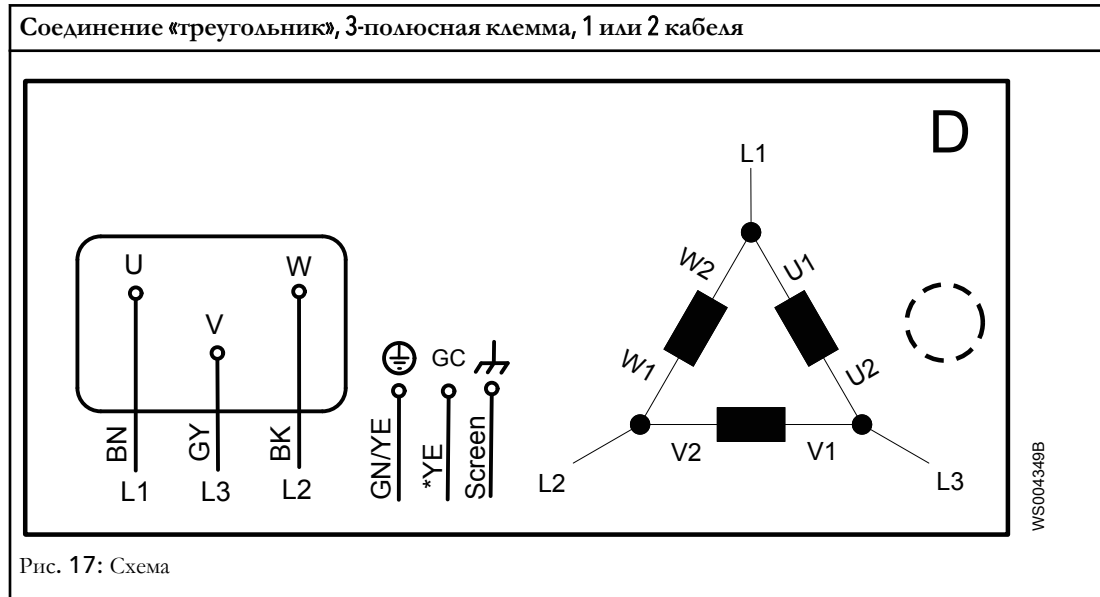 Соединение «треугольник», 3-полюсная клемма, 1 или 2 кабеля
D
L1
U
W
V
W2
U1
GC
W1
U2
BN
GY
BK
GN/YE
*YE
Screen
V2
V1
L1
L3
L2
L2
L3
WS004349B
Рис. 17: Схема